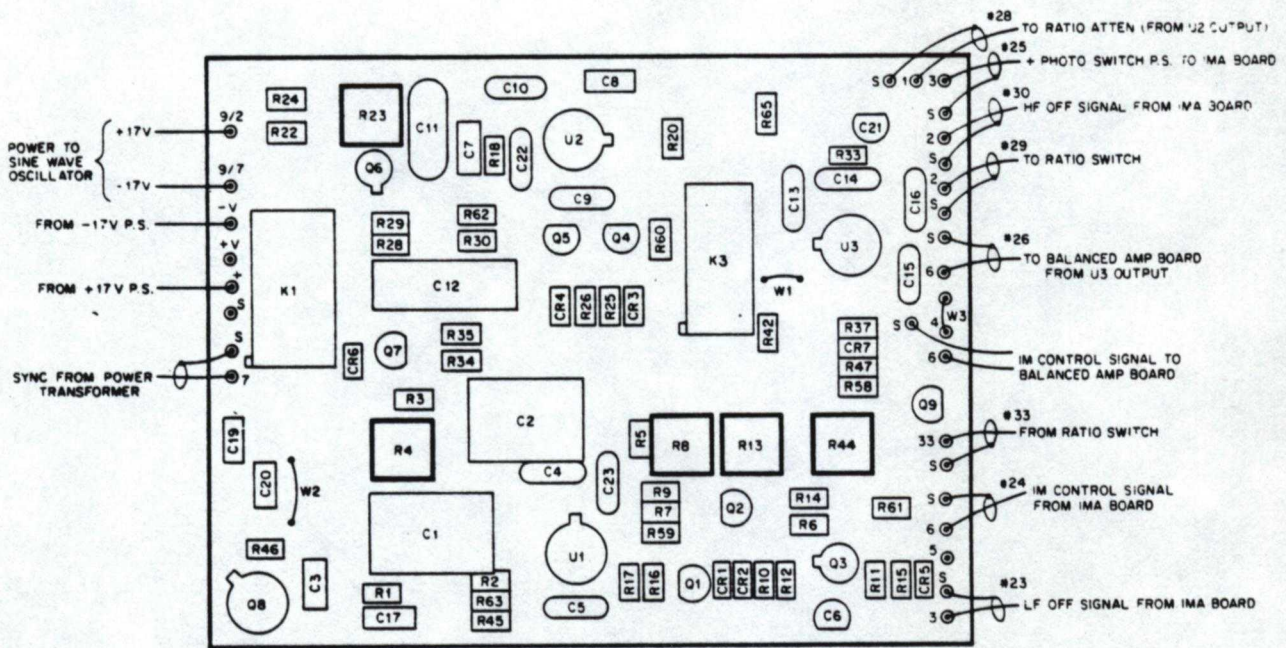 #28
TO RATIO ATTEN (FROM U2 OUTPUT)
#25
S 1 3
+ PHOTO SWITCH P.S. TO IMA BOARD
#30
S
HF OFF SIGNAL FROM IMA BOARD
2
#29
S
TO RATIO SWITCH
2
S
#26
S
TO BALANCED AMP BOARD
FROM U3 OUTPUT
6
W3
S 4
IM CONTROL SIGNAL TO
BALANCED AMP BOARD
6
#33
FROM RATIO SWITCH
33
S
#24
S
IM CONTROL SIGNAL
FROM IMA BOARD
6
5
S
#23
LF OFF SIGNAL FROM IMA BOARD
3
POWER TO
SINE WAVE
OSCILLATOR
+17V
9/2
-17V
9/7
FROM -17V P.S.
-V
+V
FROM +17V P.S.
+
S
S
SYNC FROM POWER
TRANSFORMER
7
R24
R22
R23
Q6
C11
C10
C8
C7
R18
C22
U2
R20
R65
C21
R33
C14
C13
C16
C9
R29
R28
R62
R30
Q5
Q4
R60
K3
U3
C15
K1
C12
W1
CR4
R26
R25
CR3
R42
R37
CR7
R47
R58
CR6
Q7
R35
R34
R3
C2
R4
R5
R8
R13
R44
Q9
C19
C20
W2
C4
C23
R9
R7
R59
Q2
R14
R6
R61
C1
U1
R46
C3
Q8
R1
C17
R2
R63
R45
C5
R17
R16
Q1
CR1
CR2
R10
R12
Q3
C6
R11
R15
CR5